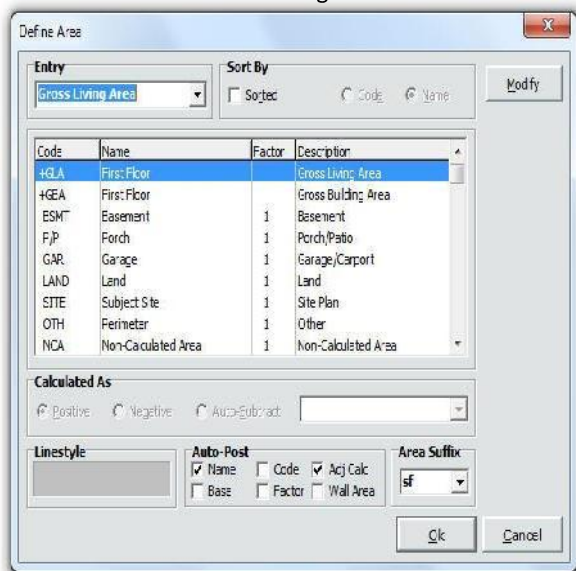 Define Area
Entry
Sort By
Gross Living Area
Sorted
Code
Name
Modify
Code Name Factor Description
+GLA First Floor Gross Living Area
+GBA First Floor Gross Building Area
BSMT Basement 1 Basement
P/P Porch 1 Porch/Patio
GAR Garage 1 Garage/Carport
LAND Land 1 Land
SITE Subject Site 1 Site Plan
OTH Perimeter 1 Other
NCA Non-Calculated Area 1 Non-Calculated Area
Calculated As
Positive Negative Auto-Subtract
Linestyle
Auto-Post
Area Suffix
Name Code Adj Calc
Base Factor Wall Area
sf
Ok
Cancel